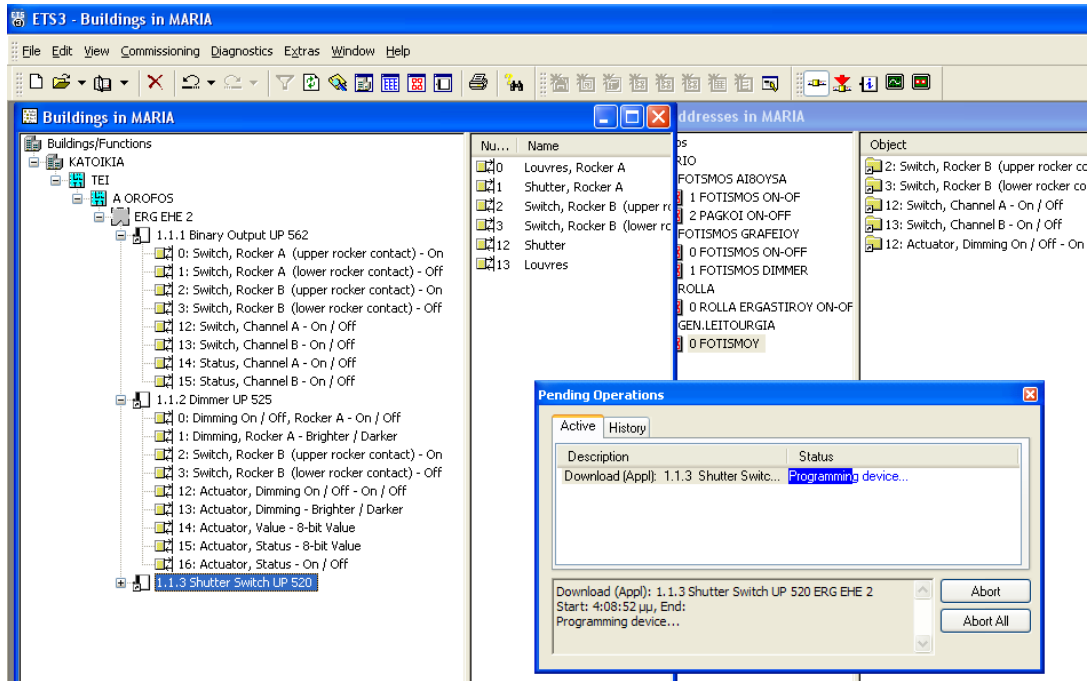 ETS3 - Buildings in MARIA
File Edit View Commissioning Diagnostics Extras Window Help
Buildings in MARIA
Buildings/Functions
KATOIKIA
TEI
A OROFOS
ERG EHE 2
1.1.1 Binary Output UP 562
0: Switch, Rocker A (upper rocker contact) - On
1: Switch, Rocker A (lower rocker contact) - Off
2: Switch, Rocker B (upper rocker contact) - On
3: Switch, Rocker B (lower rocker contact) - Off
12: Switch, Channel A - On / Off
13: Switch, Channel B - On / Off
14: Status, Channel A - On / Off
15: Status, Channel B - On / Off
1.1.2 Dimmer UP 525
0: Dimming On / Off, Rocker A - On / Off
1: Dimming, Rocker A - Brighter / Darker
2: Switch, Rocker B (upper rocker contact) - On
3: Switch, Rocker B (lower rocker contact) - Off
12: Actuator, Dimming On / Off - On / Off
13: Actuator, Dimming - Brighter / Darker
14: Actuator, Value - 8-bit Value
15: Actuator, Status - 8-bit Value
16: Actuator, Status - On / Off
1.1.3 Shutter Switch UP 520
Nu... Name
0 Louvres, Rocker A
1 Shutter, Rocker A
2 Switch, Rocker B (upper r
3 Switch, Rocker B (lower rc
12 Shutter
13 Louvres
ddresses in MARIA
RIO
FOTSMOS AI8OYSA
1 FOTISMOS ON-OF
2 PAGKOI ON-OFF
FOTISMOS GRAFEIOY
0 FOTISMOS ON-OFF
1 FOTISMOS DIMMER
ROLLA
0 ROLLA ERGASTIROY ON-OF
GEN.LEITOURGIA
0 FOTISMOY
Object
2: Switch, Rocker B (upper rocker co
3: Switch, Rocker B (lower rocker co
12: Switch, Channel A - On / Off
13: Switch, Channel B - On / Off
12: Actuator, Dimming On / Off - On
Pending Operations
Active History
Description Status
Download (Appl): 1.1.3 Shutter Switc... Programming device...
Download (Appl): 1.1.3 Shutter Switch UP 520 ERG EHE 2
Start: 4:08:52 μμ, End:
Programming device...
Abort
Abort All